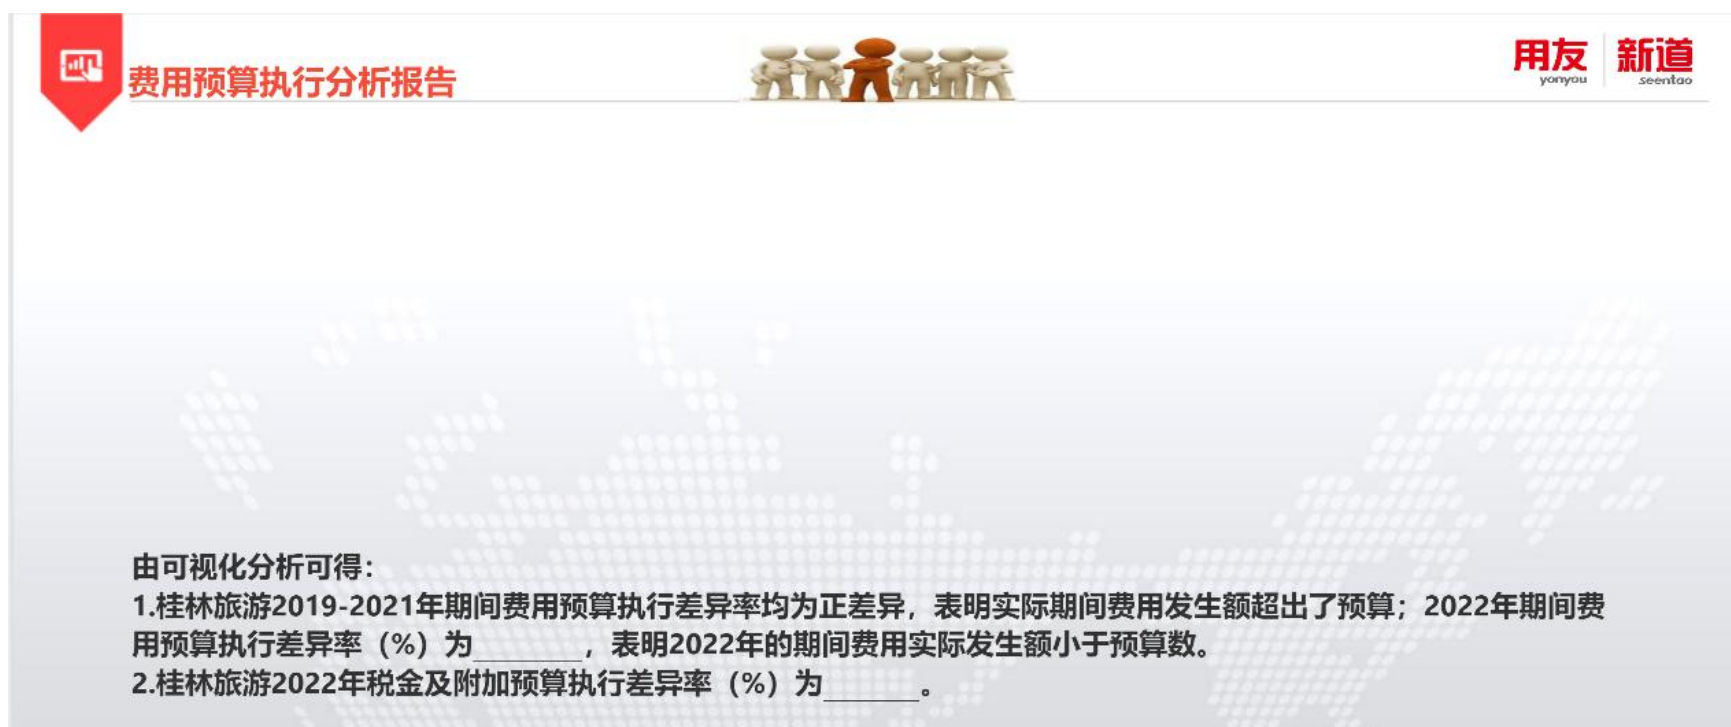 费用预算执行分析报告
用友 新道
yonyou seentao
由可视化分析可得：
1.桂林旅游2019-2021年期间费用预算执行差异率均为正差异，表明实际期间费用发生额超出了预算；2022年期间费
用预算执行差异率（%）为________，表明2022年的期间费用实际发生额小于预算数。
2.桂林旅游2022年税金及附加预算执行差异率（%）为_______。